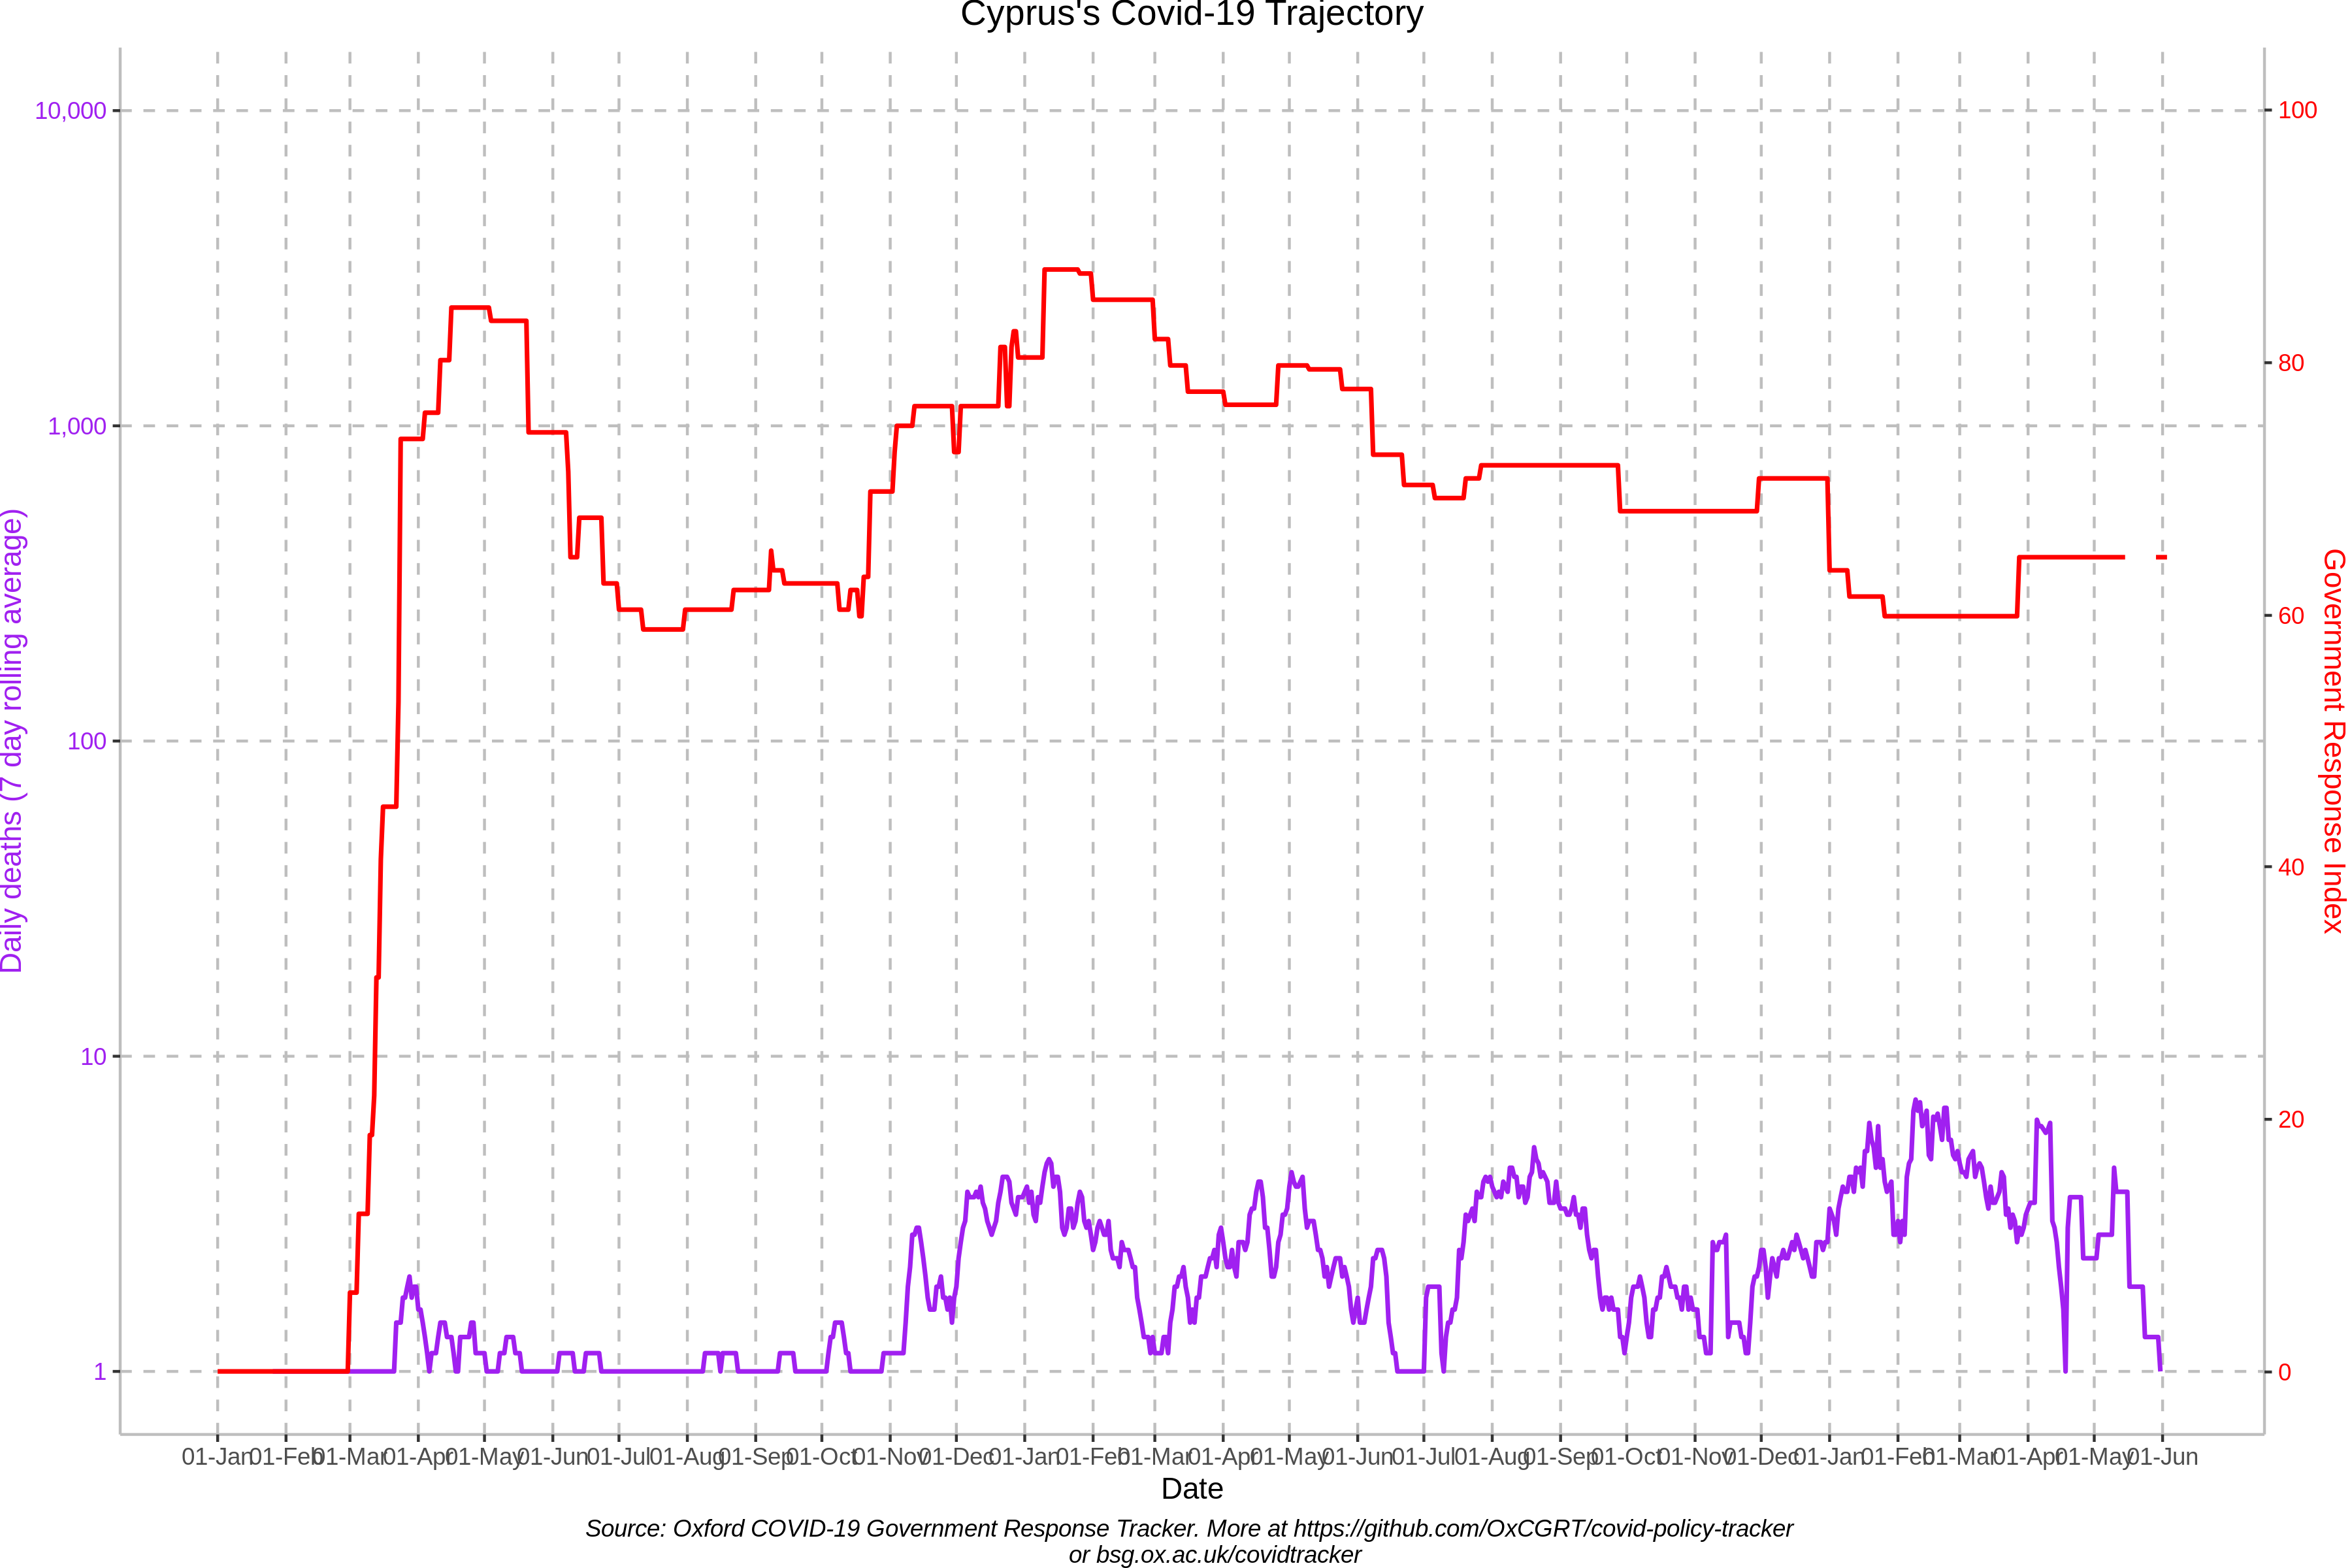 Cyprus's Covid-19 Trajectory
10,000
1,000
100
10
1
Daily deaths (7 day rolling average)
100
80
60
40
20
0
Government Response Index
01-Jan 01-Feb 01-Mar 01-Apr 01-May 01-Jun 01-Jul 01-Aug 01-Sep 01-Oct 01-Nov 01-Dec 01-Jan 01-Feb 01-Mar 01-Apr 01-May 01-Jun 01-Jul 01-Aug 01-Sep 01-Oct 01-Nov 01-Dec 01-Jan 01-Feb 01-Mar 01-Apr 01-May 01-Jun
Date
Source: Oxford COVID-19 Government Response Tracker. More at https://github.com/OxCGRT/covid-policy-tracker
or bsg.ox.ac.uk/covidtracker